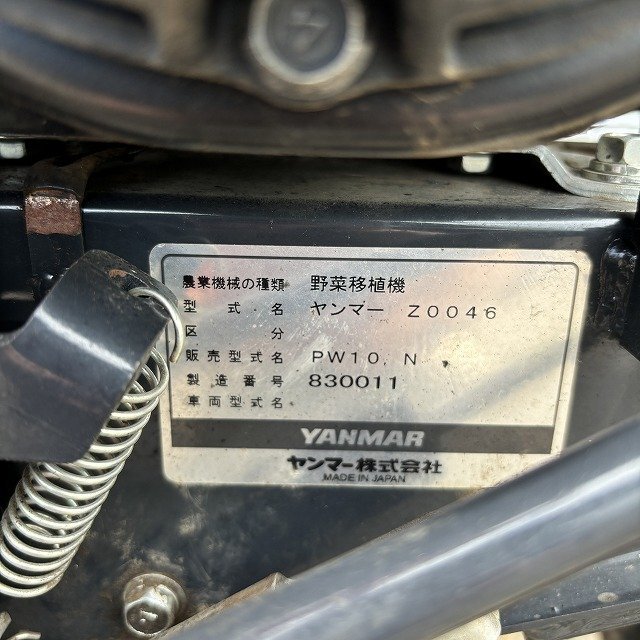 農業機械の種類 野菜移植機
型式名 ヤンマー Z0046
区分
販売型式名 PW10,N
製造番号 830011
車両型式名
YANMAR
ヤンマー株式会社
MADE IN JAPAN
7